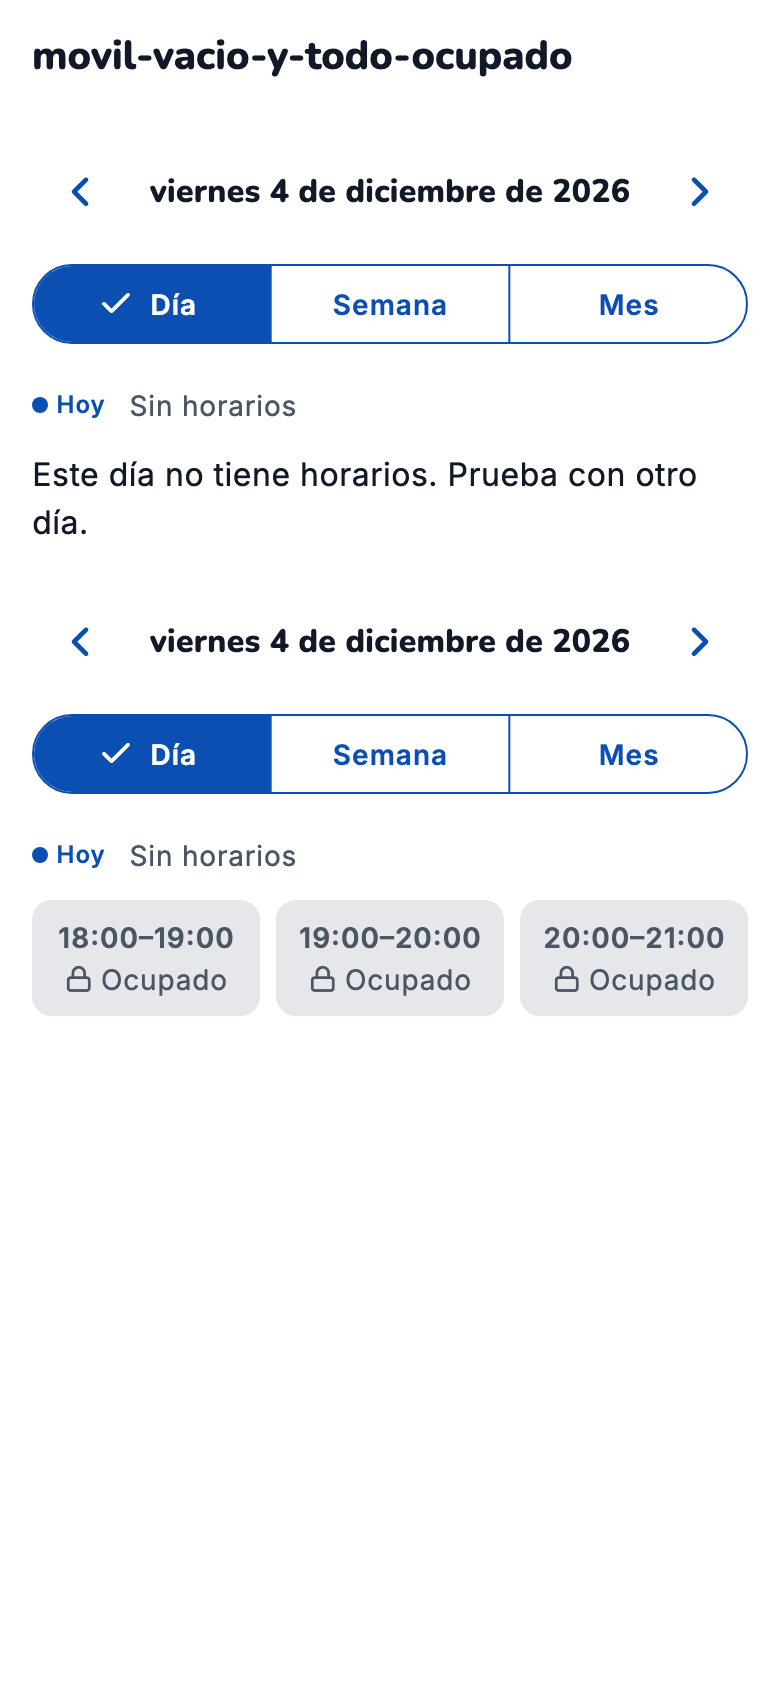 movil-vacio-y-todo-ocupado
viernes 4 de diciembre de 2026
Día Semana Mes
Hoy Sin horarios
Este día no tiene horarios. Prueba con otro
día.
viernes 4 de diciembre de 2026
Día Semana Mes
Hoy Sin horarios
18:00–19:00 19:00–20:00 20:00–21:00
Ocupado Ocupado Ocupado